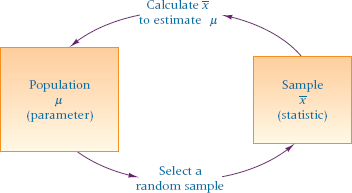 Calculate x̅
to estimate μ
Population
μ
(parameter)
Sample
x̅
(statistic)
Select a
random sample